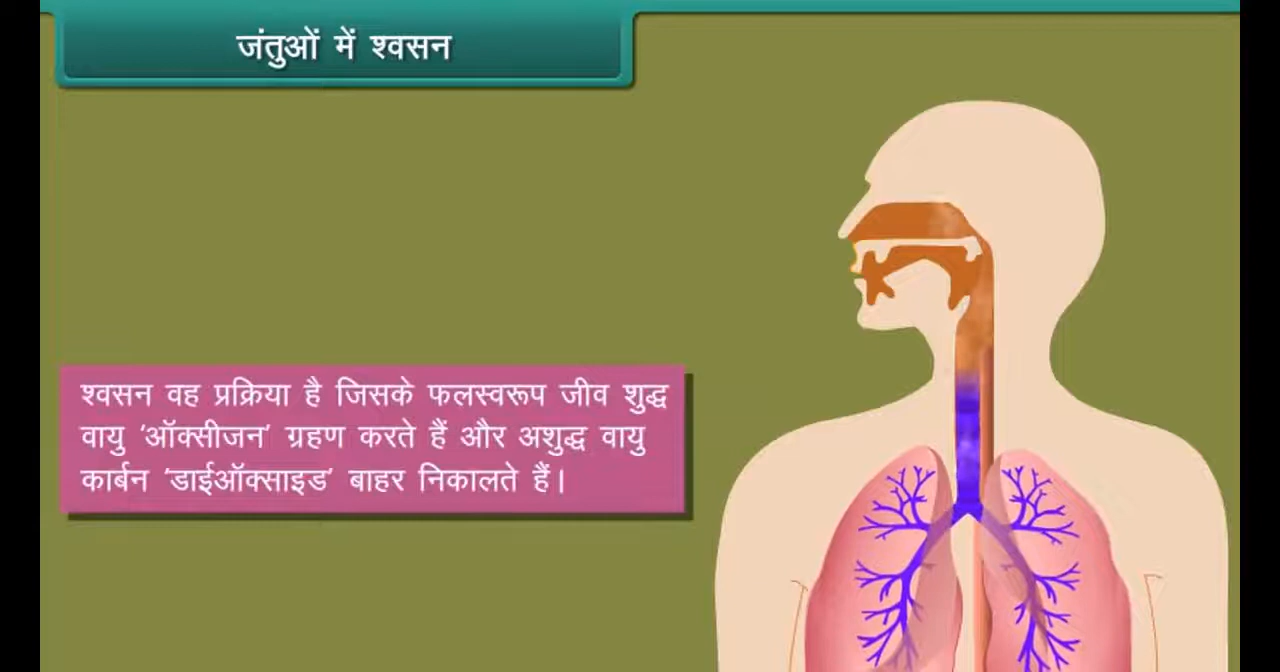 जंतुओं में श्वसन
श्वसन वह प्रक्रिया है जिसके फलस्वरूप जीव शुद्ध
वायु 'ऑक्सीजन' ग्रहण करते हैं और अशुद्ध वायु
कार्बन 'डाईऑक्साइड' बाहर निकालते हैं।